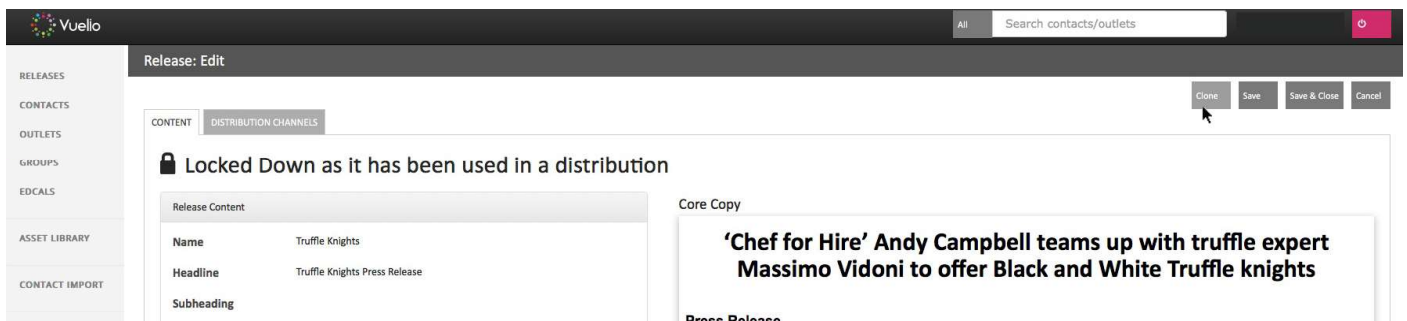 Vuelio
All
Search contacts/outlets
Release: Edit
RELEASES
CONTACTS
OUTLETS
GROUPS
EDCALS
ASSET LIBRARY
CONTACT IMPORT
Clone
Save
Save & Close
Cancel
CONTENT
DISTRIBUTION CHANNELS
Locked Down as it has been used in a distribution
Release Content
Name
Truffle Knights
Headline
Truffle Knights Press Release
Subheading
Core Copy
‘Chef for Hire’ Andy Campbell teams up with truffle expert
Massimo Vidoni to offer Black and White Truffle knights
Press Release